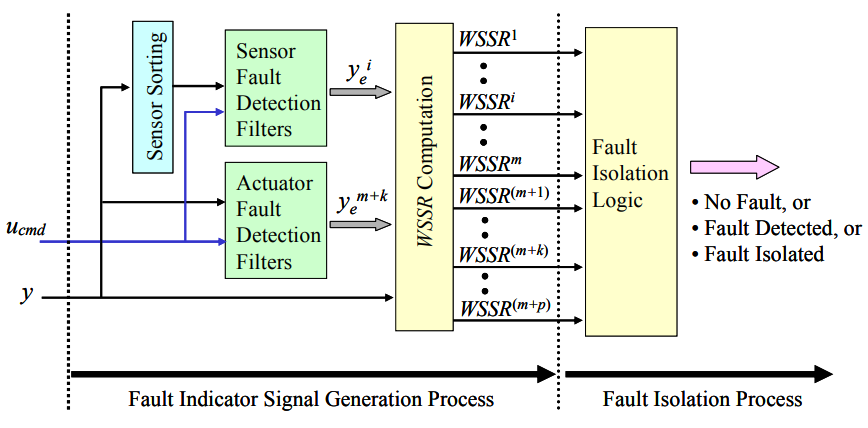 Sensor Sorting
Sensor
Fault
Detection
Filters
y_e^i
Actuator
Fault
Detection
Filters
y_e^{m+k}
u_{cmd}
y
WSSR Computation
WSSR^1
WSSR^i
WSSR^m
WSSR^{(m+1)}
WSSR^{(m+k)}
WSSR^{(m+p)}
Fault
Isolation
Logic
• No Fault, or
• Fault Detected, or
• Fault Isolated
Fault Indicator Signal Generation Process
Fault Isolation Process